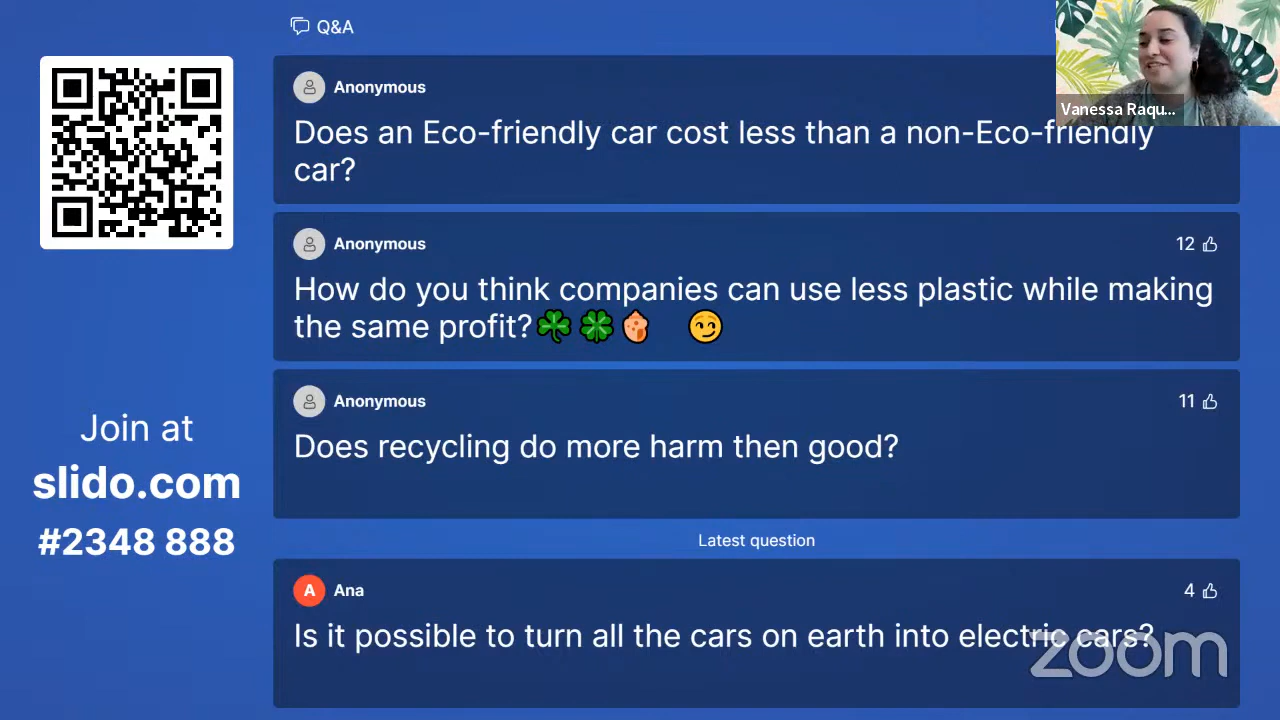 Q&A
Anonymous
Does an Eco-friendly car cost less than a non-Eco-friendly
car?
Vanessa Raqu...
Anonymous
12
How do you think companies can use less plastic while making
the same profit?☘️🍀🥔 😏
Anonymous
11
Does recycling do more harm then good?
Join at
slido.com
#2348 888
Latest question
A
Ana
4
Is it possible to turn all the cars on earth into electric cars?
zoom